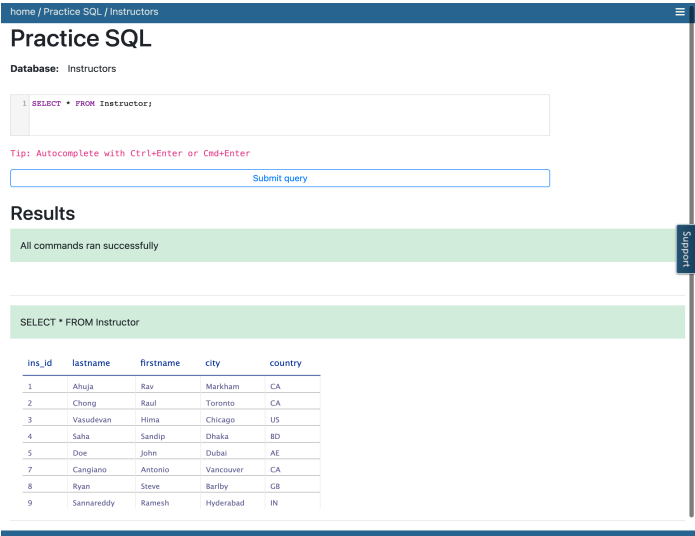 home / Practice SQL / Instructors
Practice SQL
Database: Instructors
1 SELECT * FROM Instructor;
Tip: Autocomplete with Ctrl+Enter or Cmd+Enter
Submit query
Results
All commands ran successfully
Support
SELECT * FROM Instructor
ins_id lastname firstname city country
1 Ahuja Rav Markham CA
2 Chong Raul Toronto CA
3 Vasudevan Hima Chicago US
4 Saha Sandip Dhaka BD
5 Doe John Dubai AE
7 Cangiano Antonio Vancouver CA
8 Ryan Steve Barlby GB
9 Sannareddy Ramesh Hyderabad IN